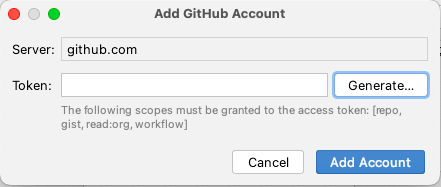 Add GitHub Account
Server: github.com
Token: Generate...
The following scopes must be granted to the access token: [repo,
gist, read:org, workflow]
Cancel Add Account